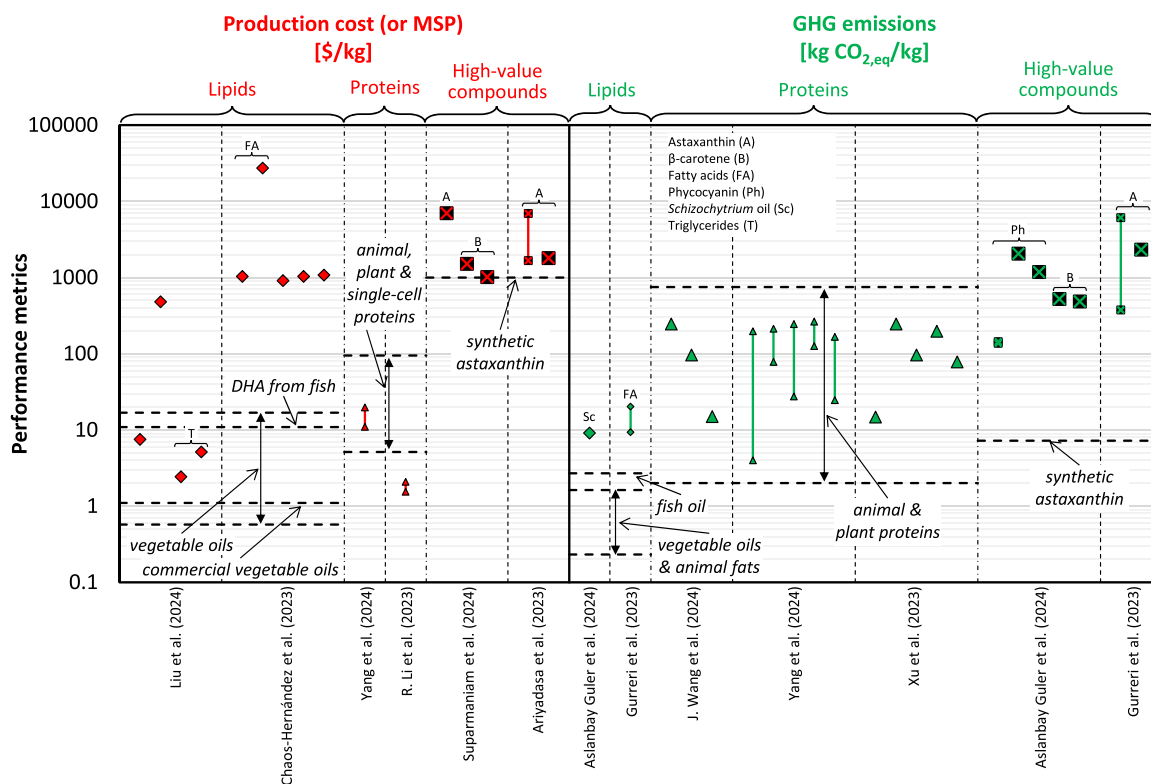 Production cost (or MSP)
[$/kg]
GHG emissions
[kg CO2,eq/kg]
Lipids
Proteins
High-value
compounds
Lipids
Proteins
High-value
compounds
Performance metrics
100000
10000
1000
100
10
1
0.1
FA
T
A
B
A
Sc
FA
Ph
B
A
Astaxanthin (A)
β-carotene (B)
Fatty acids (FA)
Phycocyanin (Ph)
Schizochytrium oil (Sc)
Triglycerides (T)
animal,
plant &
single-cell
proteins
synthetic
astaxanthin
DHA from fish
vegetable oils
commercial vegetable oils
fish oil
vegetable oils
& animal fats
animal &
plant proteins
synthetic
astaxanthin
Liu et al. (2024)
Chaos-Hernández et al. (2023)
Yang et al. (2024)
R. Li et al. (2023)
Suparmaniam et al. (2024)
Ariyadasa et al. (2023)
Aslanbay Guler et al. (2024)
Gurreri et al. (2023)
J. Wang et al. (2024)
Yang et al. (2024)
Xu et al. (2024)
Aslanbay Guler et al. (2024)
Gurreri et al. (2023)